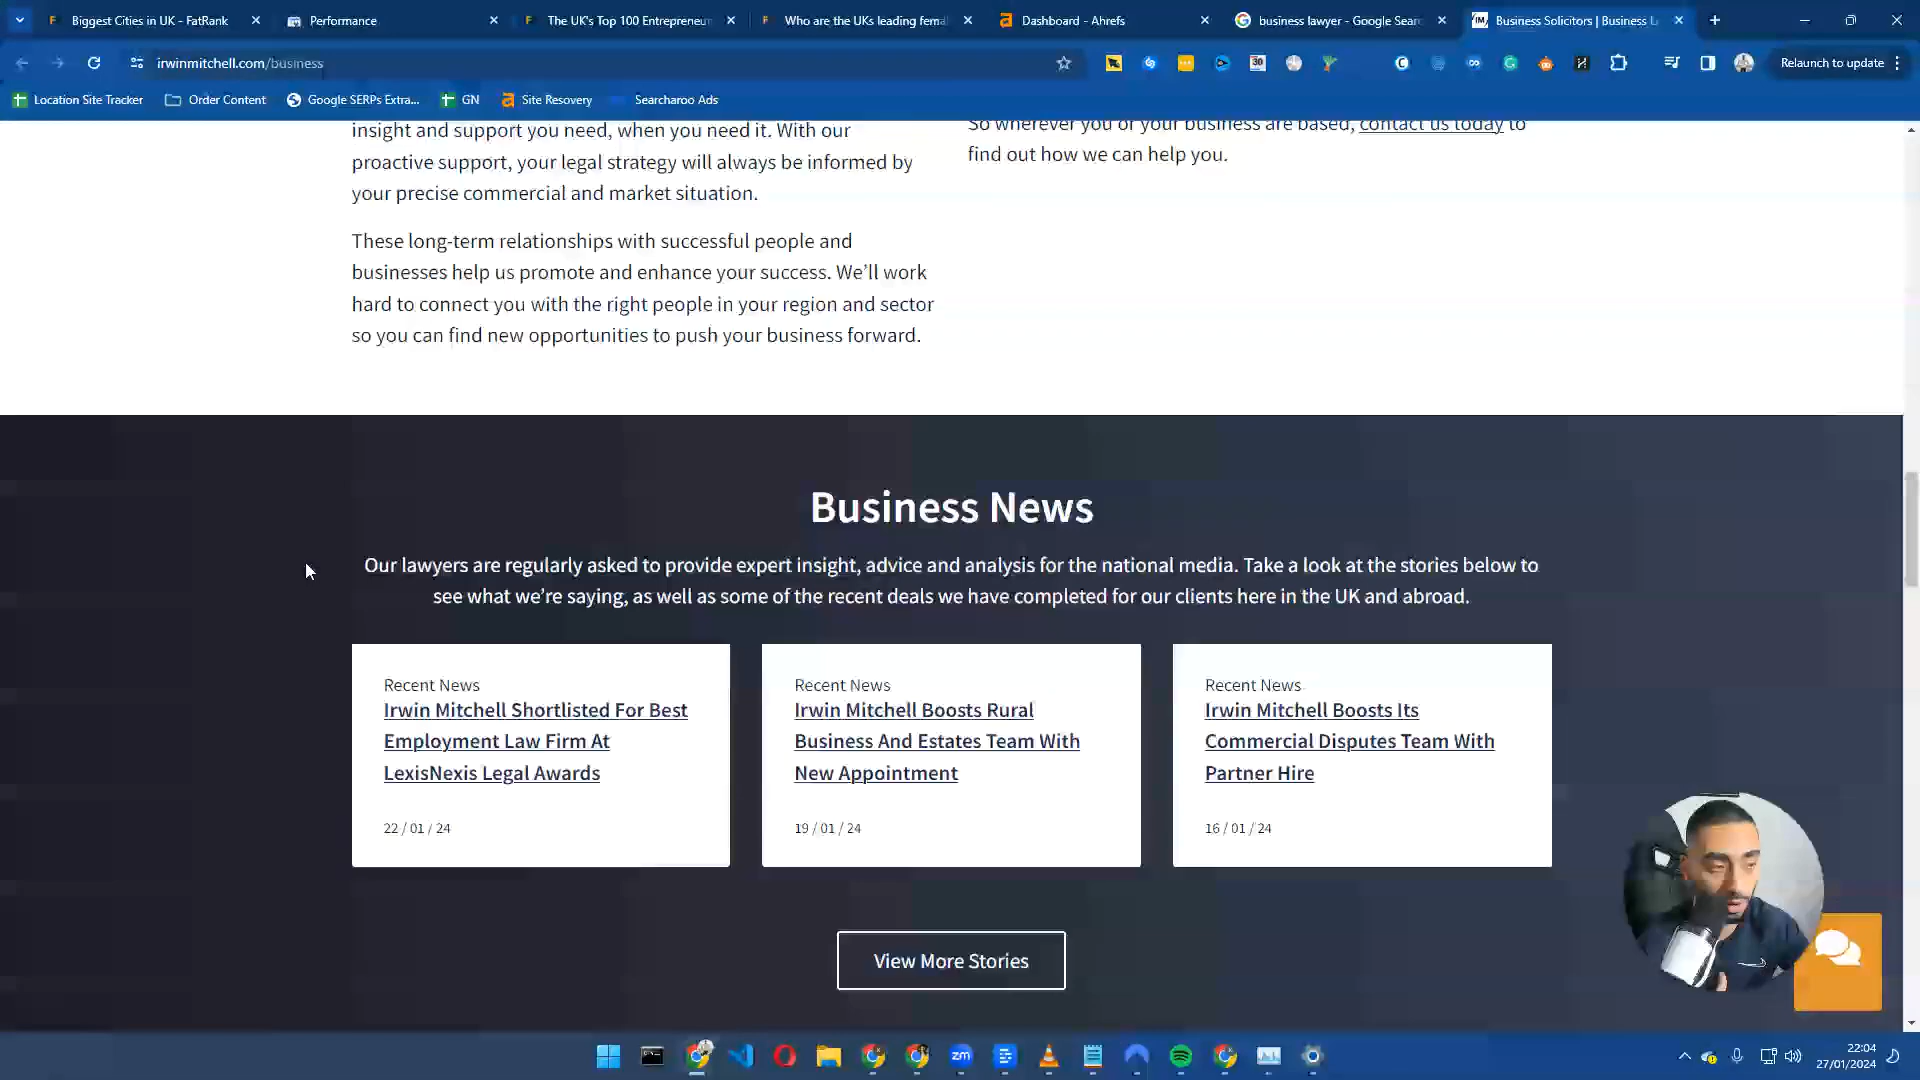 Biggest Cities in UK - FatRank
Performance
The UK's Top 100 Entrepreneur
Who are the UKs leading fema
Dashboard - Ahrefs
business lawyer - Google Sear
Business Solicitors | Business L
irwinmitchell.com/business
30
Relaunch to update
Location Site Tracker
Order Content
Google SERPs Extra...
GN
Site Recovery
Searcharoo Ads
insight and support you need, when you need it. With our
proactive support, your legal strategy will always be informed by
your precise commercial and market situation.
These long-term relationships with successful people and
businesses help us promote and enhance your success. We'll work
hard to connect you with the right people in your region and sector
so you can find new opportunities to push your business forward.
So wherever you or your business are based, contact us today to
find out how we can help you.
Business News
Our lawyers are regularly asked to provide expert insight, advice and analysis for the national media. Take a look at the stories below to
see what we're saying, as well as some of the recent deals we have completed for our clients here in the UK and abroad.
Recent News
Irwin Mitchell Shortlisted For Best
Employment Law Firm At
LexisNexis Legal Awards
22 / 01 / 24
Recent News
Irwin Mitchell Boosts Rural
Business And Estates Team With
New Appointment
19 / 01 / 24
Recent News
Irwin Mitchell Boosts Its
Commercial Disputes Team With
Partner Hire
16 / 01 / 24
View More Stories
zm
22:04
27/01/2024